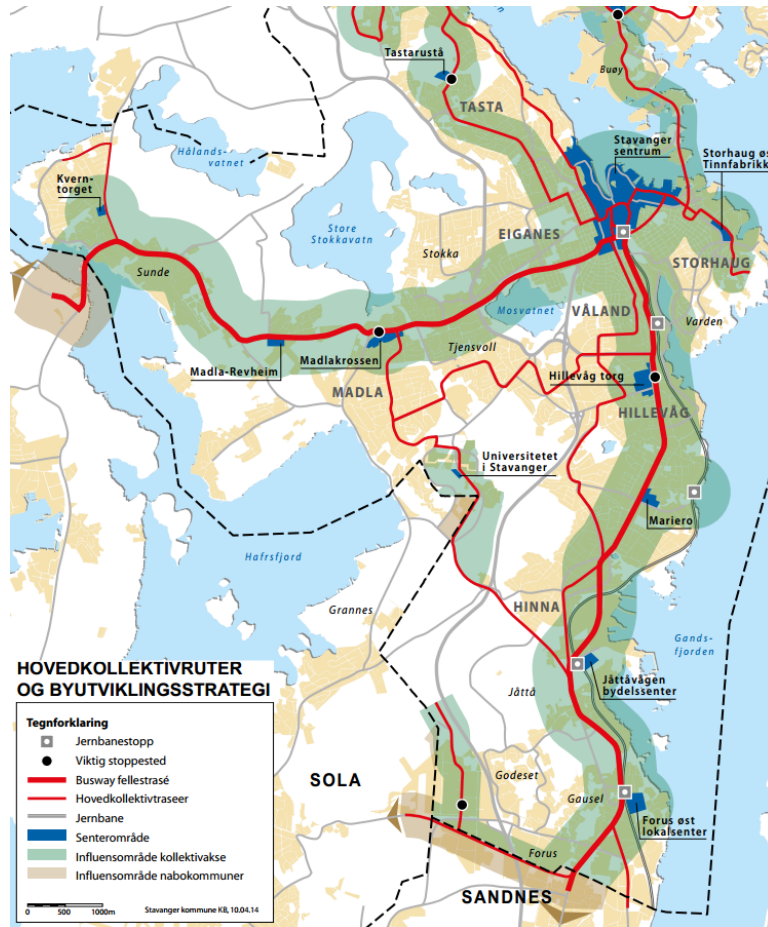 Tastarustå
Buøy
TASTA
Hålands-
vatnet
Stavanger
sentrum
Storhaug øs
Tinnfabrikk
Kvern-
torget
Store
Stokkavatn
EIGANES
Stokka
STORHAUG
Sunde
Mosvatnet
VÅLAND
Varden
Madla-Revheim
Madlakrossen
Tjensvoll
Hillevåg torg
MADLA
HILLEVÅG
Universitetet
i Stavanger
Mariero
Hafrsfjord
Grannes
HINNA
Gands-
fjorden
Jåttå
Jåttåvågen
bydelssenter
SOLA
Godeset
Gausel
Forus øst
lokalsenter
Forus
SANDNES
HOVEDKOLLEKTIVRUTER
OG BYUTVIKLINGSSTRATEGI
Tegnforklaring
Jernbanestopp
Viktig stoppested
Busway fellestrasé
Hovedkollektivtraseer
Jernbane
Senterområde
Influensområde kollektivakse
Influensområde nabokommuner
0 500 1000m
Stavanger kommune KB, 10.04.14